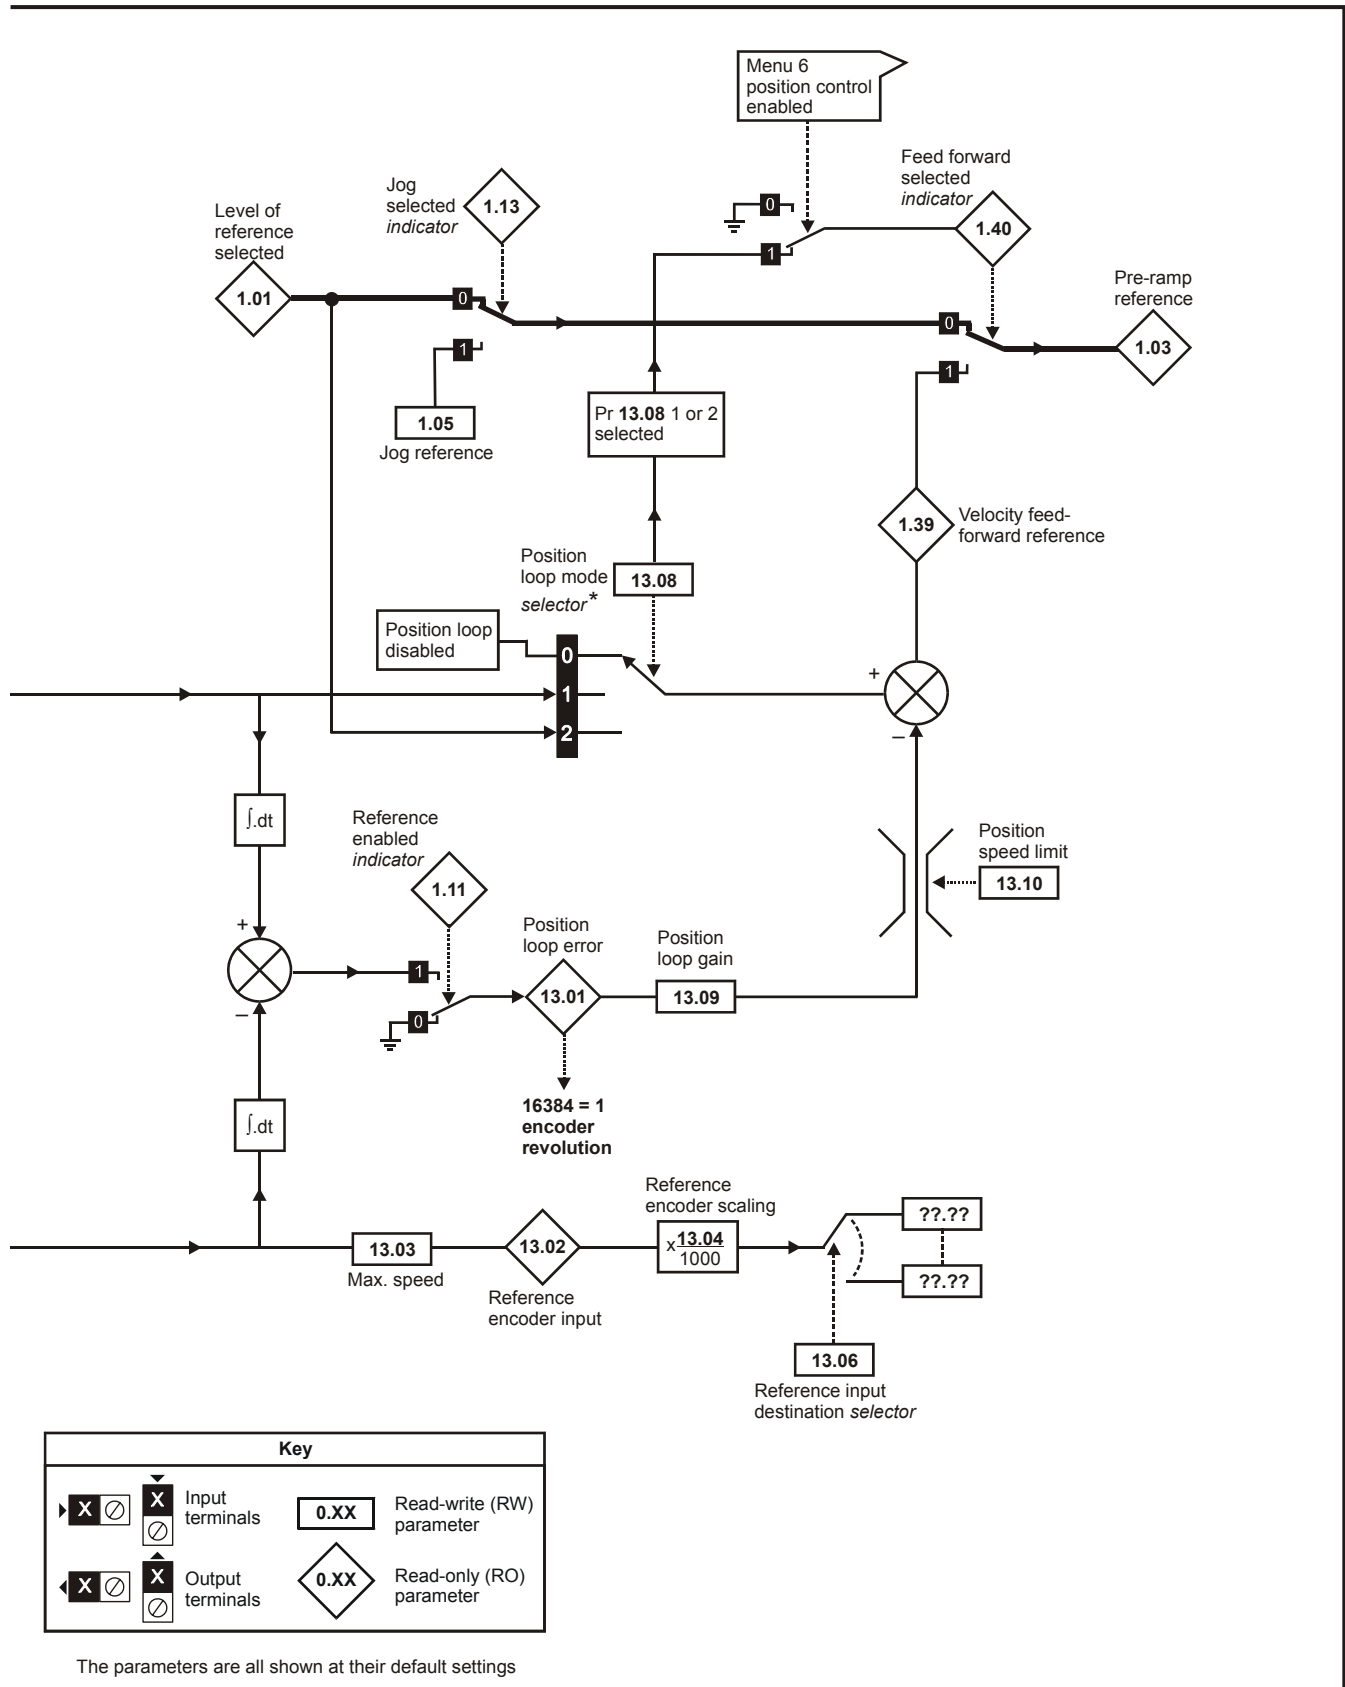 Menu 6
position control
enabled
Feed forward
selected
indicator
1.40
Jog
selected
indicator
1.13
Level of
reference
selected
1.01
0
1
0
1
0
1
Pre-ramp
reference
1.03
1.05
Jog reference
Pr 13.08 1 or 2
selected
1.39
Velocity feed-
forward reference
Position
loop mode
selector*
13.08
Position loop
disabled
0
1
2
+
–
∫.dt
Reference
enabled
indicator
1.11
Position
speed limit
13.10
+
–
1
0
Position
loop error
13.01
Position
loop gain
13.09
16384 = 1
encoder
revolution
∫.dt
13.03
Max. speed
13.02
Reference
encoder input
Reference
encoder scaling
x13.04
1000
??.??
??.??
13.06
Reference input
destination selector
Key
X
X
Input
terminals
0.XX
Read-write (RW)
parameter
X
X
Output
terminals
0.XX
Read-only (RO)
parameter
The parameters are all shown at their default settings